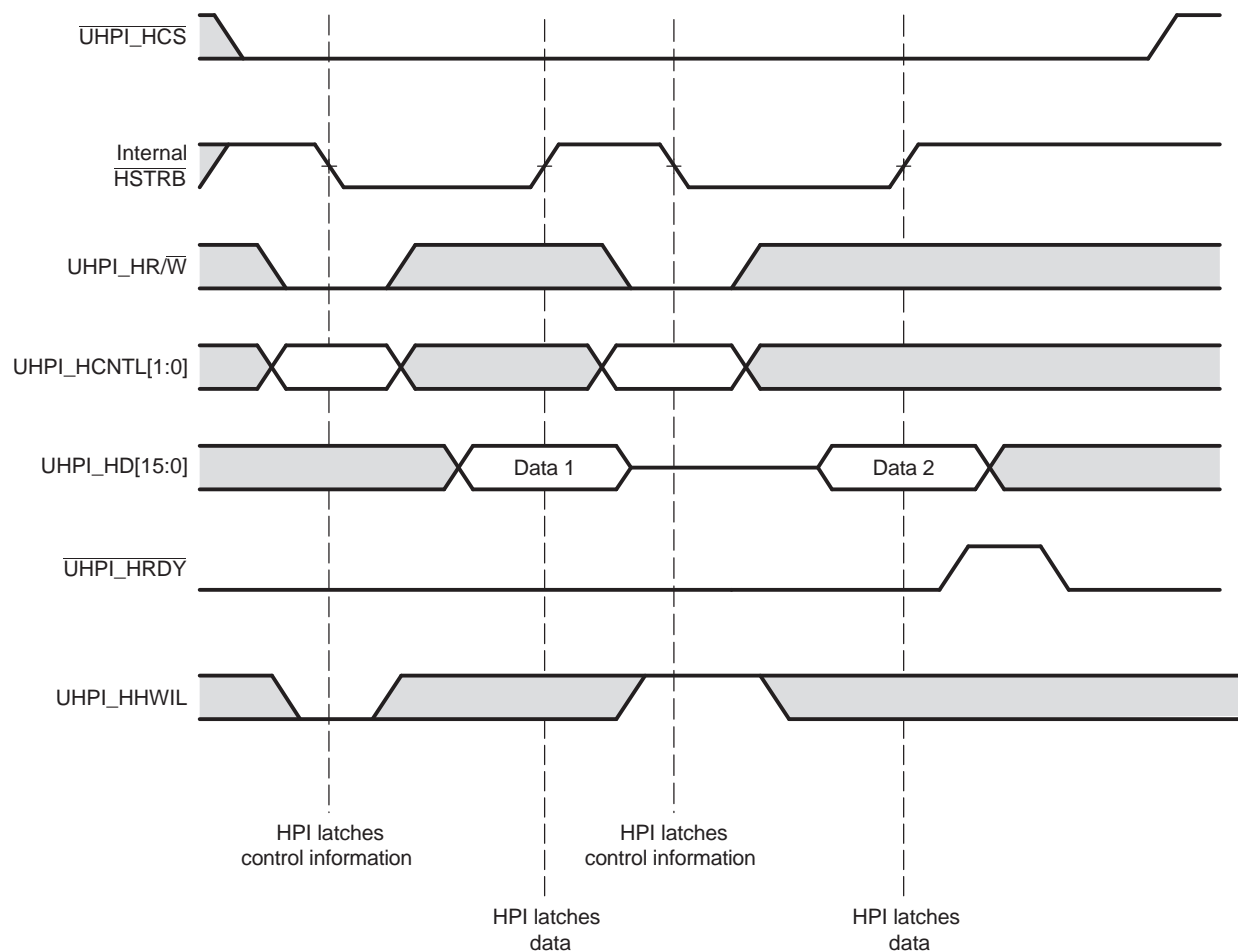 UHPI_HCS
Internal
HSTRB
UHPI_HR/W
UHPI_HCNTL[1:0]
UHPI_HD[15:0]
Data 1
Data 2
UHPI_HRDY
UHPI_HHWIL
HPI latches
control information
HPI latches
control information
HPI latches
data
HPI latches
data